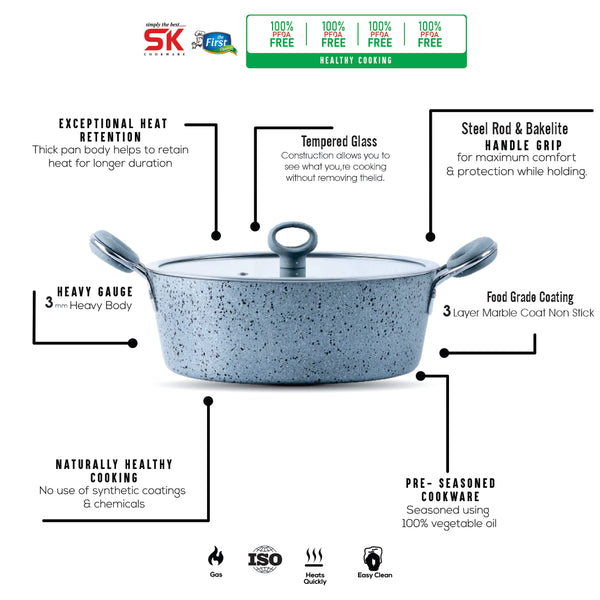 simply the best.....
SK
COOKWARE
the
First
100%
PFOA
FREE
100%
PFOA
FREE
100%
PFOA
FREE
100%
PFOA
FREE
HEALTHY COOKING
EXCEPTIONAL HEAT
RETENTION
Thick pan body helps to retain
heat for longer duration
Tempered Glass
Construction allows you to
see what you,re cooking
without removing thelid.
Steel Rod & Bakelite
HANDLE GRIP
for maximum comfort
& protection while holding.
HEAVY GAUGE
3 mm Heavy Body
Food Grade Coating
3 Layer Marble Coat Non Stick
NATURALLY HEALTHY
COOKING
No use of synthetic coatings
& chemicals
PRE- SEASONED
COOKWARE
Seasoned using
100% vegetable oil
Gas
ISO
Heats
Quickly
Easy Clean